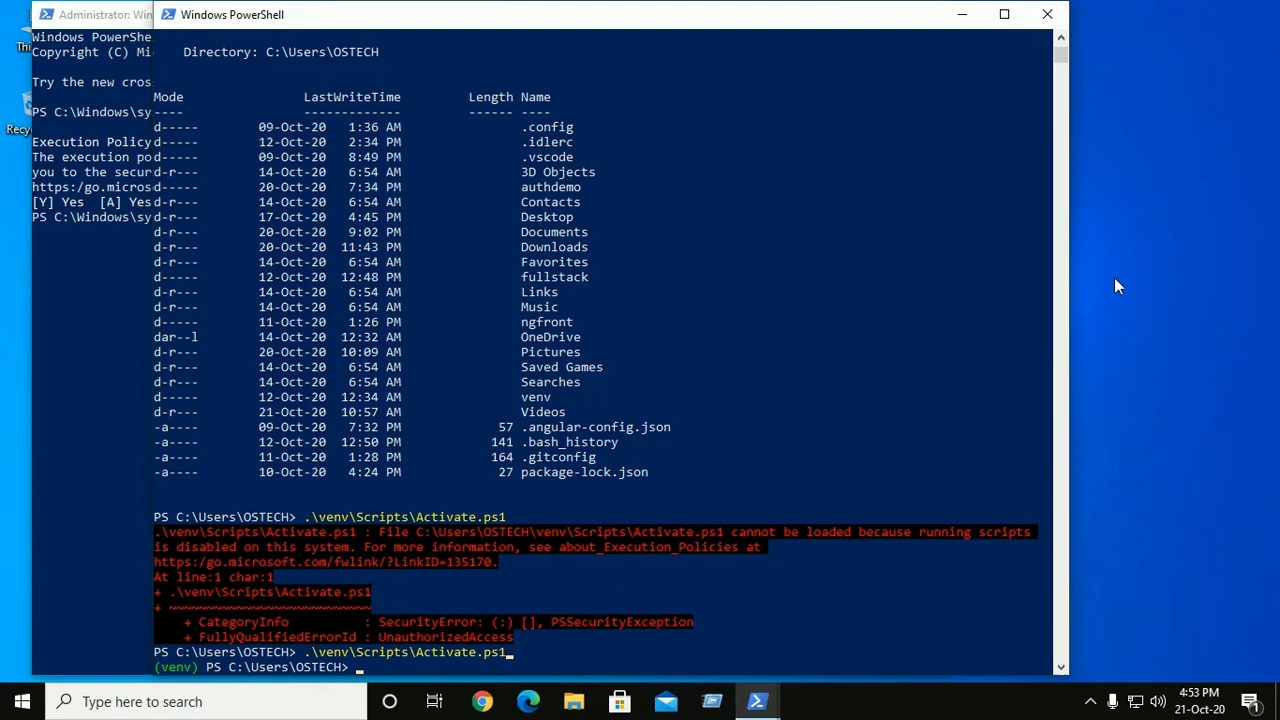 Administrator: Win
Windows PowerShell
Windows PowerShe
Copyright (C) Mi
Try the new cros
PS C:\Windows\sy
Execution Policy
The execution po
you to the secur
https:/go.micros
[Y] Yes  [A] Yes
PS C:\Windows\sy
Directory: C:\Users\OSTECH
Mode LastWriteTime Length Name
---- ------------- ------ ----
d----- 09-Oct-20 1:36 AM .config
d----- 12-Oct-20 2:34 PM .idlerc
d----- 09-Oct-20 8:49 PM .vscode
d-r--- 14-Oct-20 6:54 AM 3D Objects
d----- 20-Oct-20 7:34 PM authdemo
d-r--- 14-Oct-20 6:54 AM Contacts
d-r--- 17-Oct-20 4:45 PM Desktop
d-r--- 20-Oct-20 9:02 PM Documents
d-r--- 20-Oct-20 11:43 PM Downloads
d-r--- 14-Oct-20 6:54 AM Favorites
d----- 12-Oct-20 12:48 PM fullstack
d-r--- 14-Oct-20 6:54 AM Links
d-r--- 14-Oct-20 6:54 AM Music
d----- 11-Oct-20 1:26 PM ngfront
dar--l 14-Oct-20 12:32 AM OneDrive
d-r--- 20-Oct-20 10:09 AM Pictures
d-r--- 14-Oct-20 6:54 AM Saved Games
d-r--- 14-Oct-20 6:54 AM Searches
d----- 12-Oct-20 12:34 AM venv
d-r--- 21-Oct-20 10:57 AM Videos
-a---- 09-Oct-20 7:32 PM 57 .angular-config.json
-a---- 12-Oct-20 12:50 PM 141 .bash_history
-a---- 11-Oct-20 1:28 PM 164 .gitconfig
-a---- 10-Oct-20 4:24 PM 27 package-lock.json
PS C:\Users\OSTECH> .\venv\Scripts\Activate.ps1
.\venv\Scripts\Activate.ps1 : File C:\Users\OSTECH\venv\Scripts\Activate.ps1 cannot be loaded because running scripts
is disabled on this system. For more information, see about_Execution_Policies at
https:/go.microsoft.com/fwlink/?LinkID=135170.
At line:1 char:1
+ .\venv\Scripts\Activate.ps1
+ ~~~~~~~~~~~~~~~~~~~~~~~~~~~
+ CategoryInfo : SecurityError: (:) [], PSSecurityException
+ FullyQualifiedErrorId : UnauthorizedAccess
PS C:\Users\OSTECH> .\venv\Scripts\Activate.ps1
(venv) PS C:\Users\OSTECH>
Thi
Recy
Type here to search
4:53 PM
21-Oct-20
1